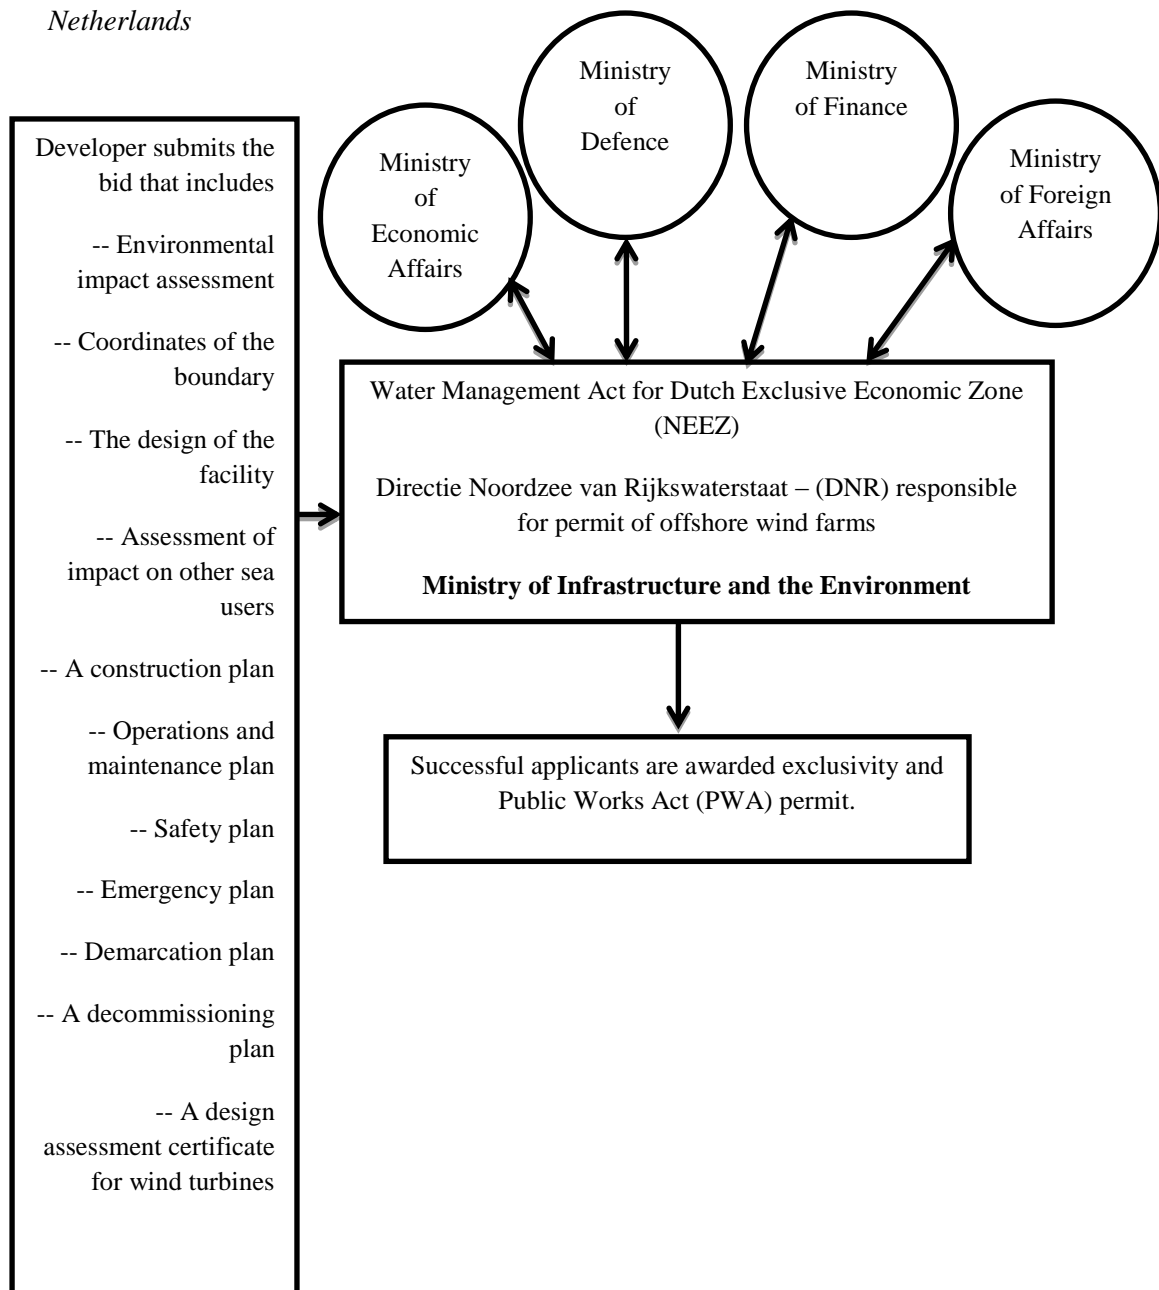 Netherlands
Developer submits the
bid that includes
-- Environmental
impact assessment
-- Coordinates of the
boundary
-- The design of the
facility
-- Assessment of
impact on other sea
users
-- A construction plan
-- Operations and
maintenance plan
-- Safety plan
-- Emergency plan
-- Demarcation plan
-- A decommissioning
plan
-- A design
assessment certificate
for wind turbines
Ministry
of
Economic
Affairs
Ministry
of
Defence
Ministry
of Finance
Ministry
of Foreign
Affairs
Water Management Act for Dutch Exclusive Economic Zone
(NEEZ)
Directie Noordzee van Rijkswaterstaat – (DNR) responsible
for permit of offshore wind farms
Ministry of Infrastructure and the Environment
Successful applicants are awarded exclusivity and
Public Works Act (PWA) permit.